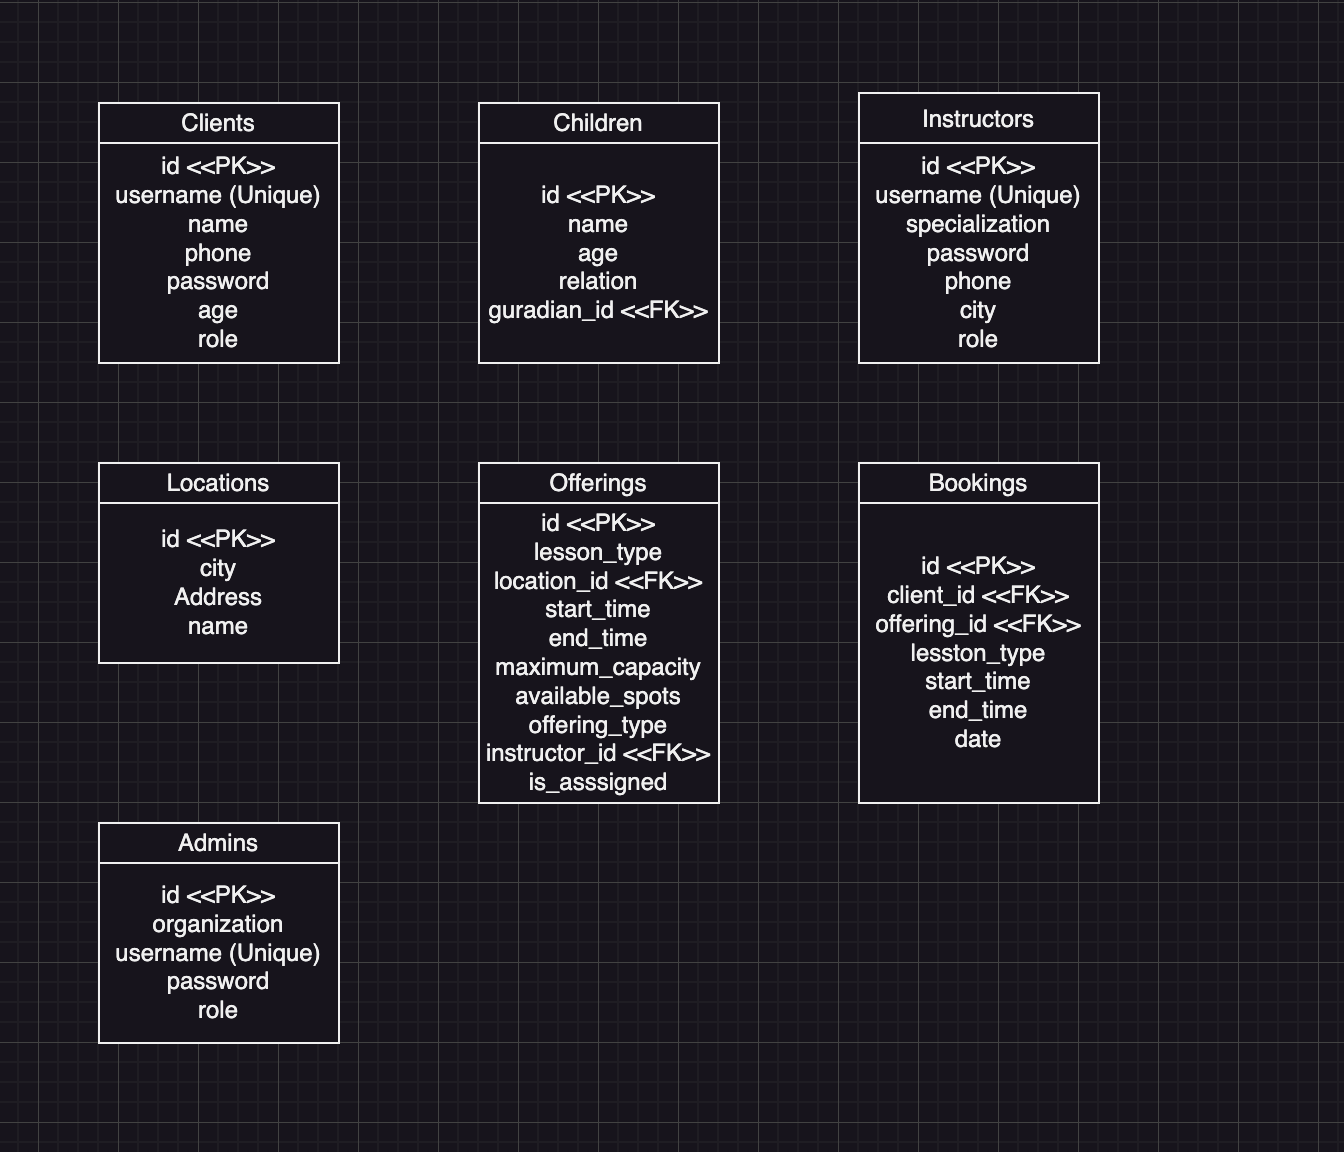 Clients
id <<PK>>
username (Unique)
name
phone
password
age
role
Children
id <<PK>>
name
age
relation
guradian_id <<FK>>
Instructors
id <<PK>>
username (Unique)
specialization
password
phone
city
role
Locations
id <<PK>>
city
Address
name
Offerings
id <<PK>>
lesson_type
location_id <<FK>>
start_time
end_time
maximum_capacity
available_spots
offering_type
instructor_id <<FK>>
is_asssigned
Bookings
id <<PK>>
client_id <<FK>>
offering_id <<FK>>
lesston_type
start_time
end_time
date
Admins
id <<PK>>
organization
username (Unique)
password
role